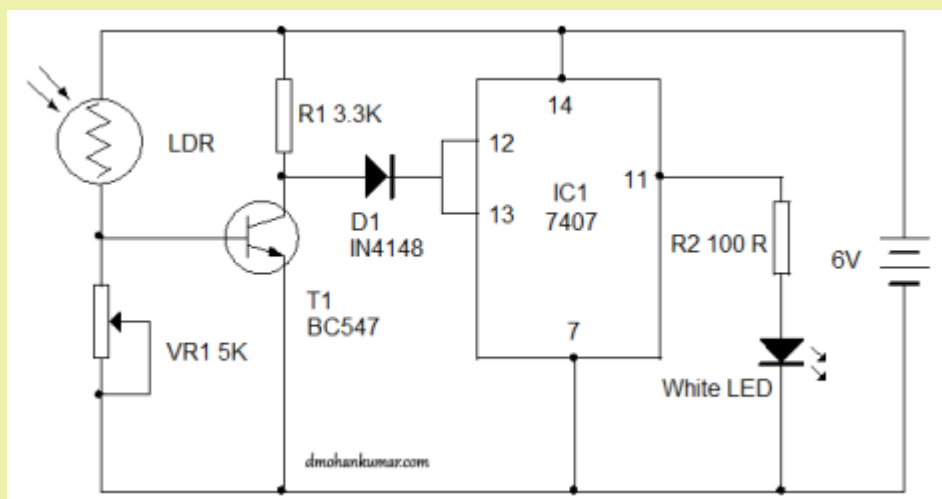 LDR
R1 3.3K
14
12
13
11
IC1
7407
D1
IN4148
R2 100 R
6V
T1
BC547
VR1 5K
7
White LED
dmohankumar.com